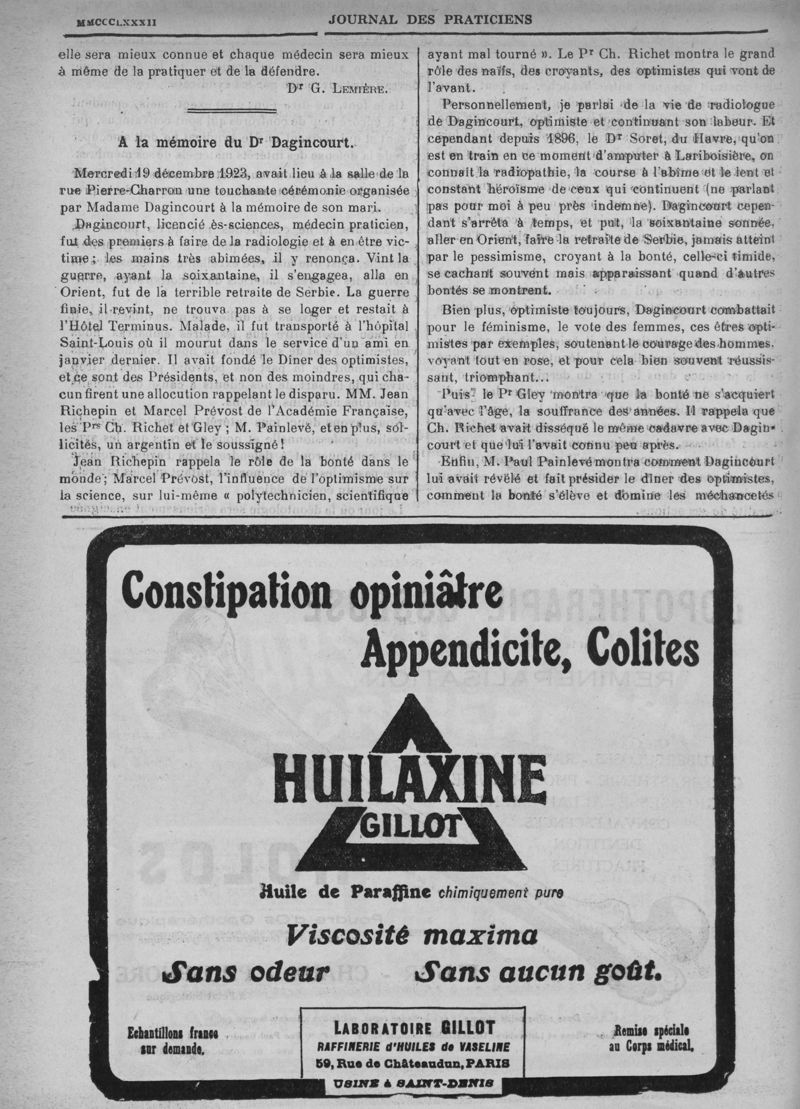 MMCCCLXXXII
JOURNAL DES PRATICIENS
elle sera mieux connue et chaque médecin sera mieux
à même de la pratiquer et de la défendre.
Dr G. LEMIÈRE.
A la mémoire du Dr Dagincourt.
Mercredi 19 décembre 1923, avait lieu à la salle de la
rue Pierre-Charron une touchante cérémonie organisée
par Madame Dagincourt à la mémoire de son mari.
Dagincourt, licencié ès-sciences, médecin praticien,
fut des premiers à faire de la radiologie et à en être vic-
time ; les mains très abimées, il y renonça. Vint la
guerre, ayant la soixantaine, il s'engagea, alla en
Orient, fut de la terrible retraite de Serbie. La guerre
finie, il revint, ne trouva pas à se loger et restait à
l'Hôtel Terminus. Malade, il fut transporté à l'hôpital
Saint-Louis où il mourut dans le service d'un ami en
janvier dernier. Il avait fondé le Diner des optimistes,
et ce sont des Présidents, et non des moindres, qui cha-
cun firent une allocution rappelant le disparu. MM. Jean
Richepin et Marcel Prévost de l'Académie Française,
les Prs Ch. Richet et Gley ; M. Painlevé, et en plus, sol-
licités, un argentin et le soussigné !
Jean Richepin rappela le rôle de la bonté dans le
monde ; Marcel Prévost, l'influence de l'optimisme sur
la science, sur lui-même « polytechnicien, scientifique
ayant mal tourné ». Le Pr Ch. Richet montra le grand
rôle des naïfs, des croyants, des optimistes qui vont de
l'avant.
Personnellement, je parlai de la vie de radiologue
de Dagincourt, optimiste et continuant son labeur. Et
cependant depuis 1896, le Dr Soret, du Havre, qu'on
est en train en ce moment d'amputer à Lariboisière, on
connaît la radiopathie, la course à l'abîme et le lent et
constant héroïsme de ceux qui continuent (ne parlant
pas pour moi à peu près indemne). Dagincourt cepen-
dant s'arrêta à temps, et put, la soixantaine sonnée,
aller en Orient, faire la retraite de Serbie, jamais atteint
par le pessimisme, croyant à la bonté, celle-ci timide,
se cachant souvent mais apparaissant quand d'autres
bontés se montrent.
Bien plus, optimiste toujours, Dagincourt combattait
pour le féminisme, le vote des femmes, ces êtres opti-
mistes par exemples, soutenant le courage des hommes,
voyant tout en rose, et pour cela bien souvent réussis-
sant, triomphant...
Puis le Pr Gley montra que la bonté ne s'acquiert
qu'avec l'âge, la souffrance des années. Il rappela que
Ch. Richet avait disséqué le même cadavre avec Dagin-
court et que lui l'avait connu peu après.
Enfin, M. Paul Painlevé montra comment Dagincourt
lui avait révélé et fait présider le dîner des optimistes,
comment la bonté s'élève et domine les méchancetés
Constipation opiniâtre
Appendicite, Colites
HUILAXINE
GILLOT
Huile de Paraffine chimiquement pure
Viscosité maxima
Sans odeur Sans aucun goût.
Echantillons franco
sur demande.
LABORATOIRE GILLOT
RAFFINERIE d'HUILES de VASELINE
59, Rue de Châteaudun, PARIS
USINE à SAINT-DENIS
Remise spéciale
au Corps médical.